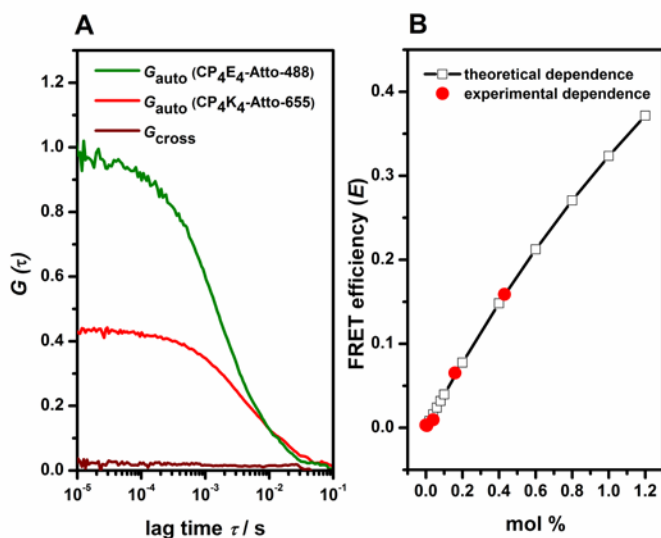 A
G_auto (CP4E4-Atto-488)
G_auto (CP4K4-Atto-655)
G_cross
1.2
1.0
0.8
0.6
0.4
0.2
0.0
G (τ)
10^-5
10^-4
10^-3
10^-2
10^-1
lag time τ / s
B
theoretical dependence
experimental dependence
0.4
0.3
0.2
0.1
0.0
FRET efficiency (E)
0.0
0.2
0.4
0.6
0.8
1.0
1.2
mol %